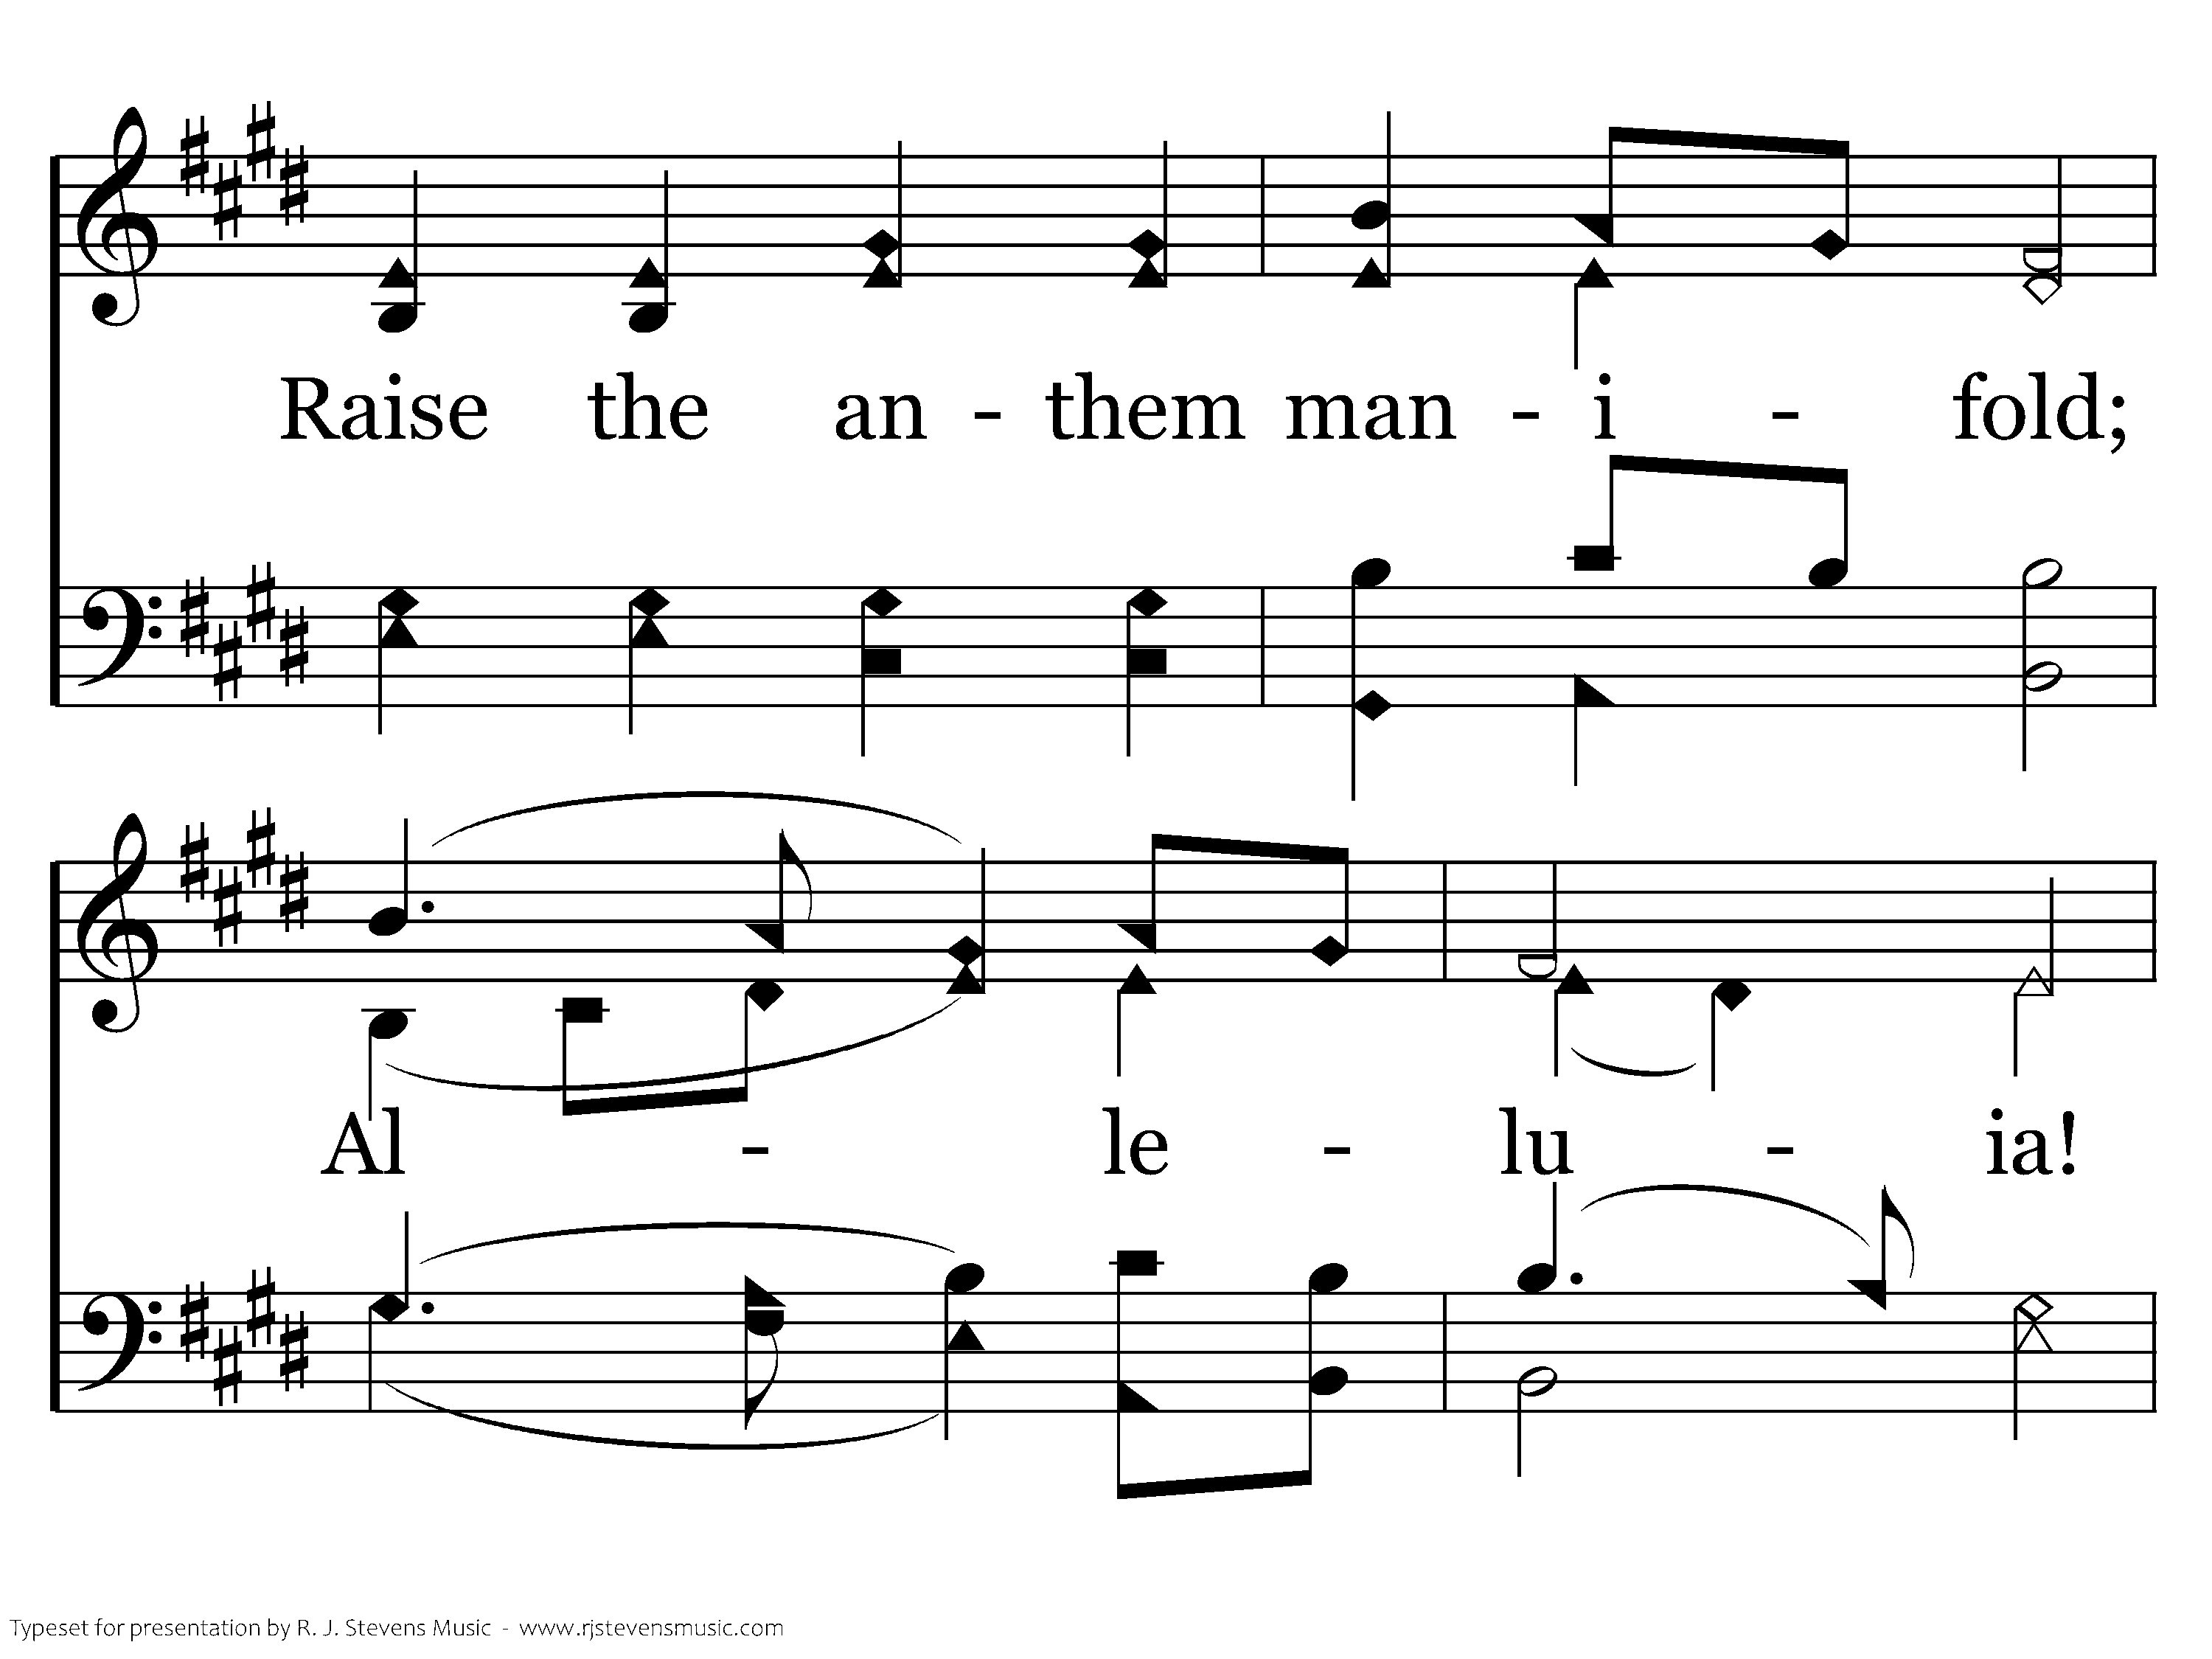 Raise the an - them man - i - fold;
Al - le - lu - ia!
Typeset for presentation by R. J. Stevens Music - www.rjstevensmusic.com